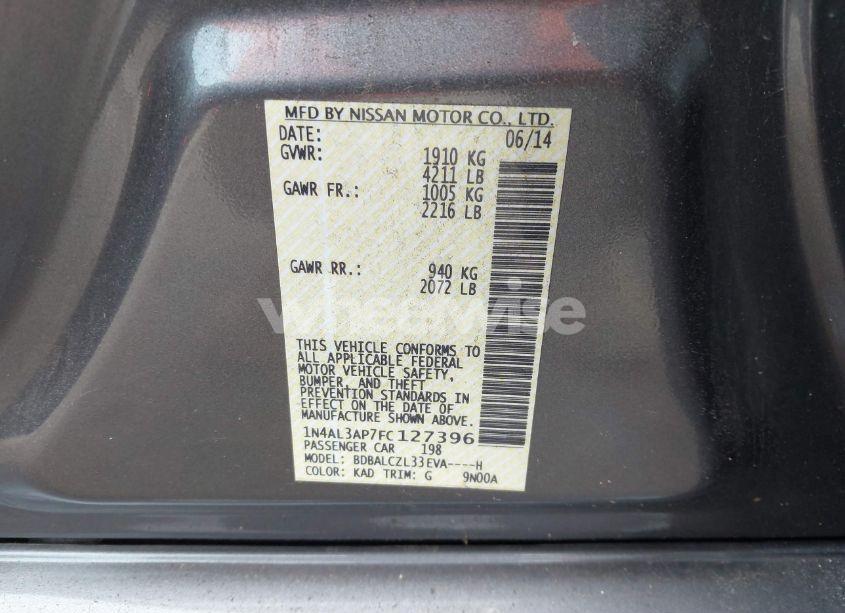 MFD BY NISSAN MOTOR CO., LTD.
DATE: 06/14
GVWR: 1910 KG
4211 LB
GAWR FR.: 1005 KG
2216 LB
GAWR RR.: 940 KG
2072 LB
wheelwise
THIS VEHICLE CONFORMS TO
ALL APPLICABLE FEDERAL
MOTOR VEHICLE SAFETY,
BUMPER, AND THEFT
PREVENTION STANDARDS IN
EFFECT ON THE DATE OF
MANUFACTURE SHOWN ABOVE.
1N4AL3AP7FC127396
PASSENGER CAR 198
MODEL: BDBALCZL33EVA----H
COLOR: KAD TRIM: G 9N00A